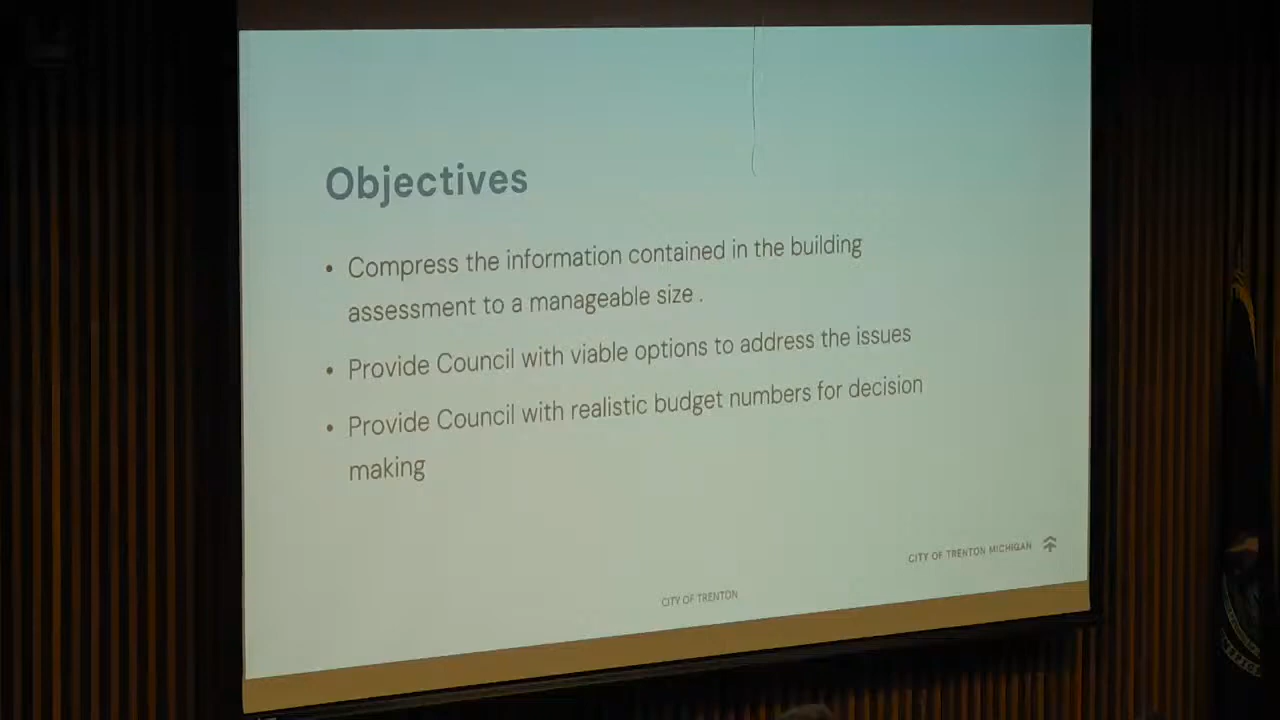 Objectives
• Compress the information contained in the building
assessment to a manageable size .
• Provide Council with viable options to address the issues
• Provide Council with realistic budget numbers for decision
making
CITY OF TRENTON MICHIGAN
CITY OF TRENTON